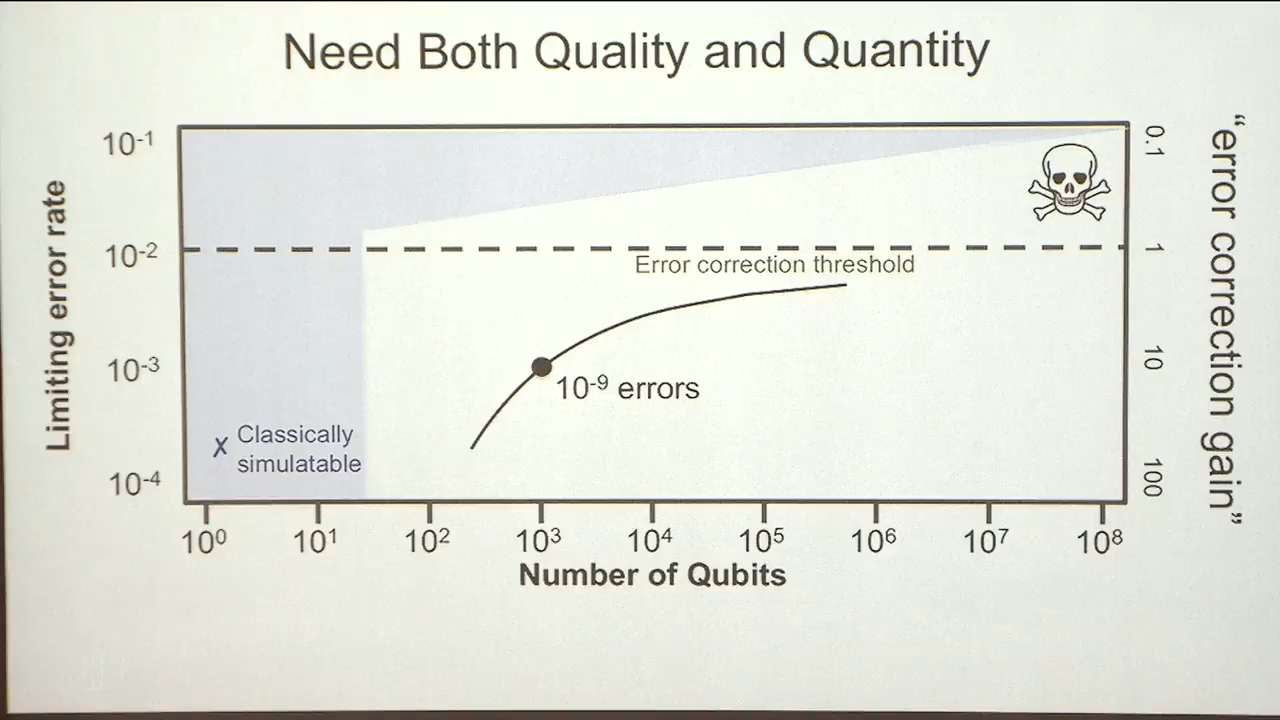 Need Both Quality and Quantity
Limiting error rate
10⁻¹
10⁻²
10⁻³
10⁻⁴
0.1
1
10
100
“error correction gain”
Error correction threshold
10⁻⁹ errors
X Classically
simulatable
10⁰ 10¹ 10² 10³ 10⁴ 10⁵ 10⁶ 10⁷ 10⁸
Number of Qubits